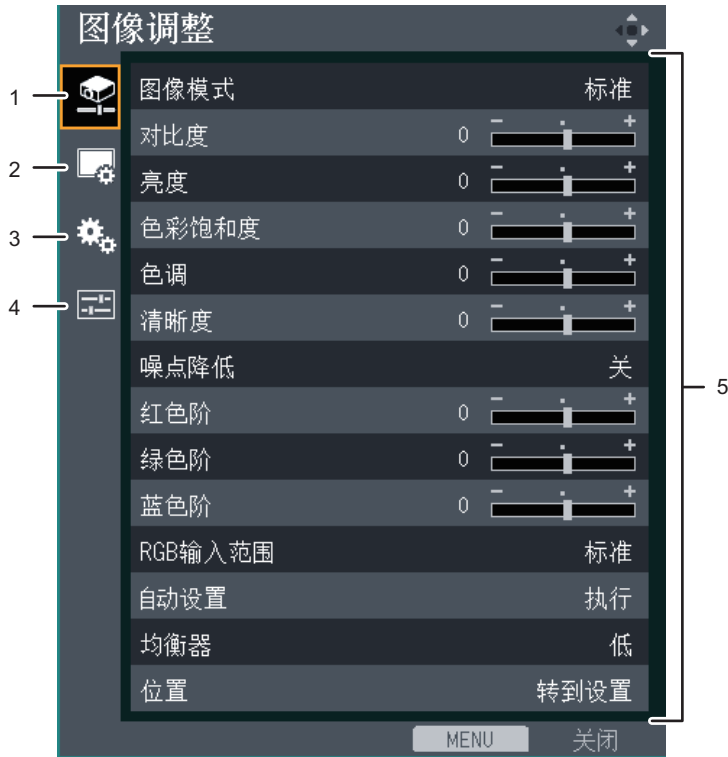 图像调整
1
图像模式 标准
对比度 0 - +
2
亮度 0 - +
3
色彩饱和度 0 - +
色调 0 - +
4
清晰度 0 - +
噪点降低 关
5
红色阶 0 - +
绿色阶 0 - +
蓝色阶 0 - +
RGB输入范围 标准
自动设置 执行
均衡器 低
位置 转到设置
MENU 关闭